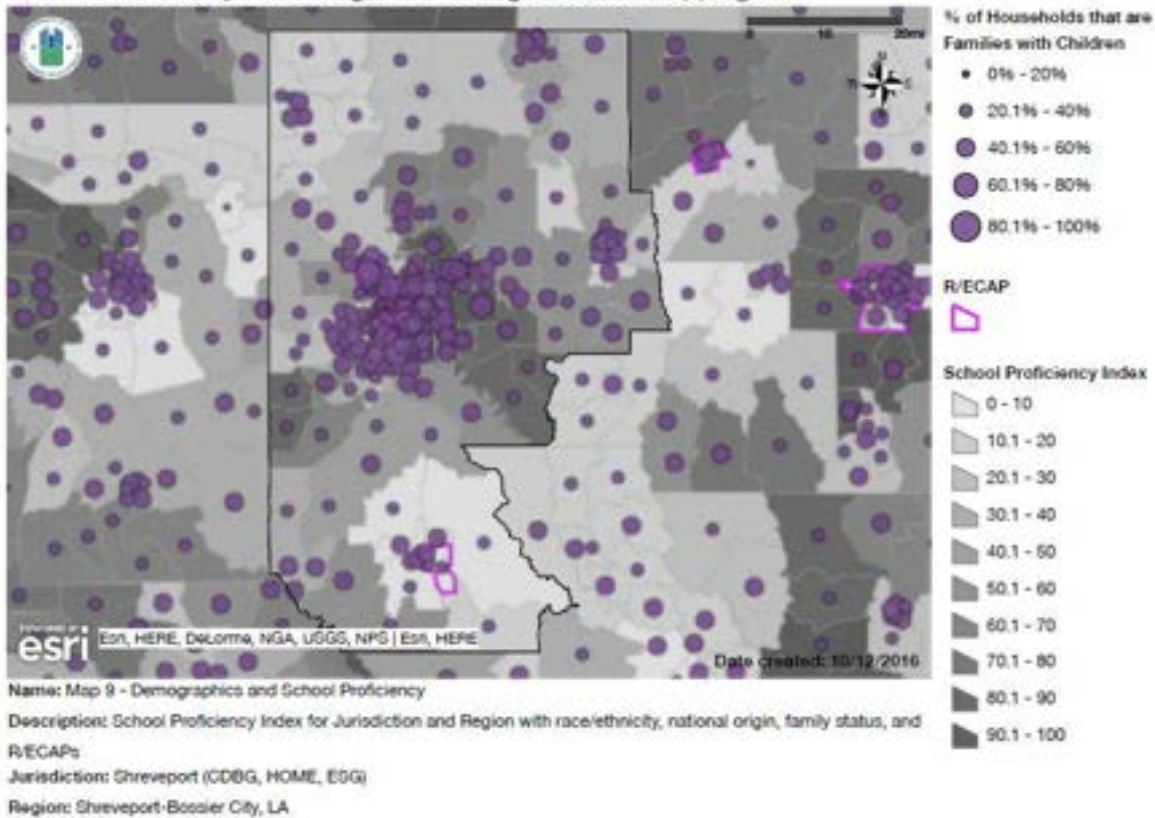 % of Households that are
Families with Children
0% - 20%
20.1% - 40%
40.1% - 60%
60.1% - 80%
80.1% - 100%
R/ECAP
School Proficiency Index
0 - 10
10.1 - 20
20.1 - 30
30.1 - 40
40.1 - 50
50.1 - 60
60.1 - 70
70.1 - 80
80.1 - 90
90.1 - 100
0 10 20mi
esri
Esri, HERE, DeLorme, NGA, USGS, NPS | Esri, HERE
Date created: 10/12/2016
Name: Map 9 - Demographics and School Proficiency
Description: School Proficiency Index for Jurisdiction and Region with race/ethnicity, national origin, family status, and
R/ECAPs
Jurisdiction: Shreveport (CDBG, HOME, ESG)
Region: Shreveport-Bossier City, LA